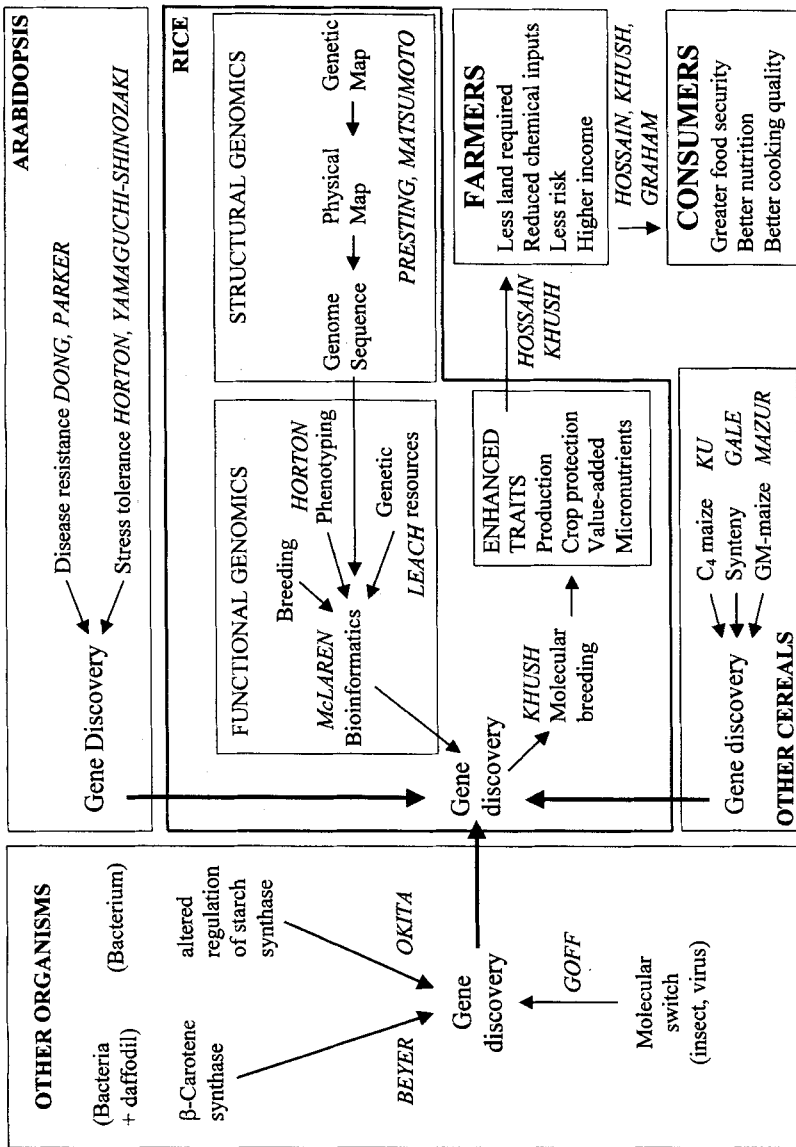 OTHER ORGANISMS
(Bacteria
+ daffodil)
(Bacterium)
β-Carotene
synthase
altered
regulation
of starch
synthase
BEYER
OKITA
Gene
discovery
GOFF
Molecular
switch
(insect, virus)
ARABIDOPSIS
Gene Discovery
Disease resistance DONG, PARKER
Stress tolerance HORTON, YAMAGUCHI-SHINOZAKI
RICE
FUNCTIONAL GENOMICS
Breeding
McLAREN
Bioinformatics
HORTON
Phenotyping
Genetic
LEACH resources
STRUCTURAL GENOMICS
Genome
Sequence
Physical
Map
Genetic
Map
PRESTING, MATSUMOTO
Gene
discovery
KHUSH
Molecular
breeding
ENHANCED
TRAITS
Production
Crop protection
Value-added
Micronutrients
HOSSAIN
KHUSH
FARMERS
Less land required
Reduced chemical inputs
Less risk
Higher income
HOSSAIN, KHUSH,
GRAHAM
CONSUMERS
Greater food security
Better nutrition
Better cooking quality
Gene discovery
C₄ maize KU
Synteny GALE
GM-maize MAZUR
OTHER CEREALS